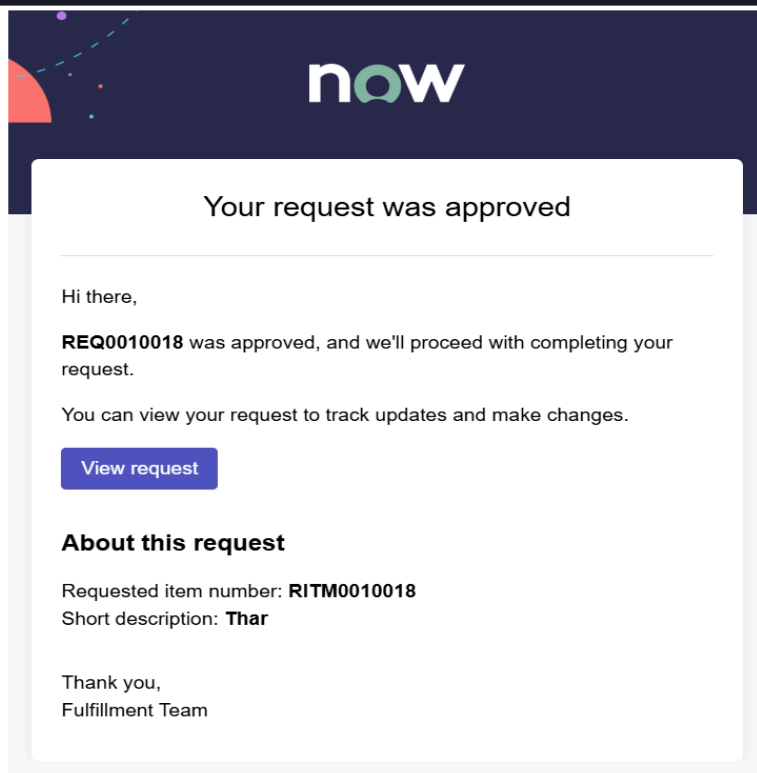 now
Your request was approved
Hi there,
REQ0010018 was approved, and we'll proceed with completing your
request.
You can view your request to track updates and make changes.
View request
About this request
Requested item number: RITM0010018
Short description: Thar
Thank you,
Fulfillment Team